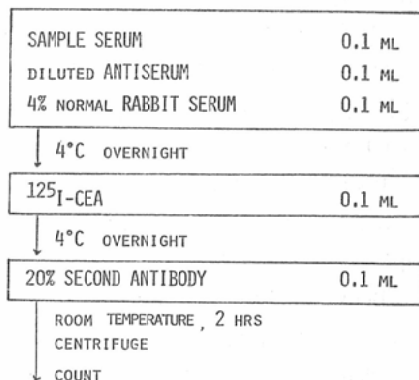 SAMPLE SERUM 0.1 ML
DILUTED ANTISERUM 0.1 ML
4% NORMAL RABBIT SERUM 0.1 ML
4°C OVERNIGHT
125I-CEA 0.1 ML
4°C OVERNIGHT
20% SECOND ANTIBODY 0.1 ML
ROOM TEMPERATURE, 2 HRS
CENTRIFUGE
COUNT